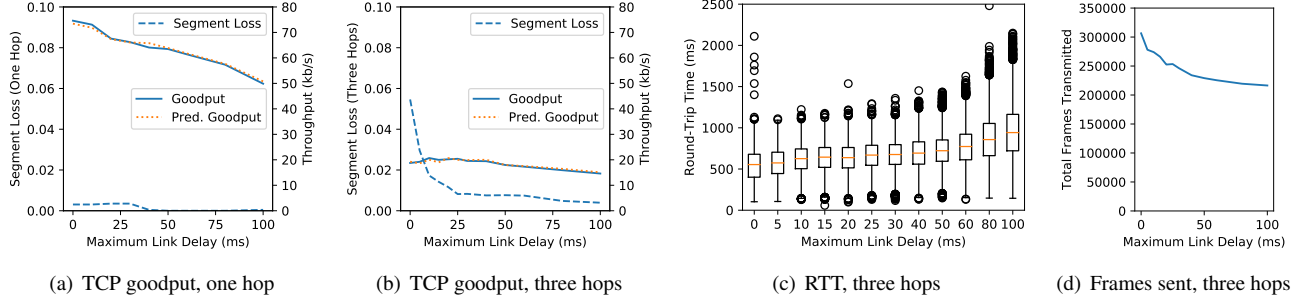 Segment Loss (One Hop)
0.10
0.08
0.06
0.04
0.02
0.00
Segment Loss
Goodput
Pred. Goodput
80
70
60
50
40
30
20
10
0
Throughput (kb/s)
0 25 50 75 100
Maximum Link Delay (ms)
(a) TCP goodput, one hop
Segment Loss (Three Hops)
0.10
0.08
0.06
0.04
0.02
0.00
Segment Loss
Goodput
Pred. Goodput
80
70
60
50
40
30
20
10
0
Throughput (kb/s)
0 25 50 75 100
Maximum Link Delay (ms)
(b) TCP goodput, three hops
Round-Trip Time (ms)
2500
2000
1500
1000
500
0
0 5 10 15 20 25 30 40 50 60 80 100
Maximum Link Delay (ms)
(c) RTT, three hops
Total Frames Transmitted
350000
300000
250000
200000
150000
100000
50000
0
0 50 100
Maximum Link Delay (ms)
(d) Frames sent, three hops